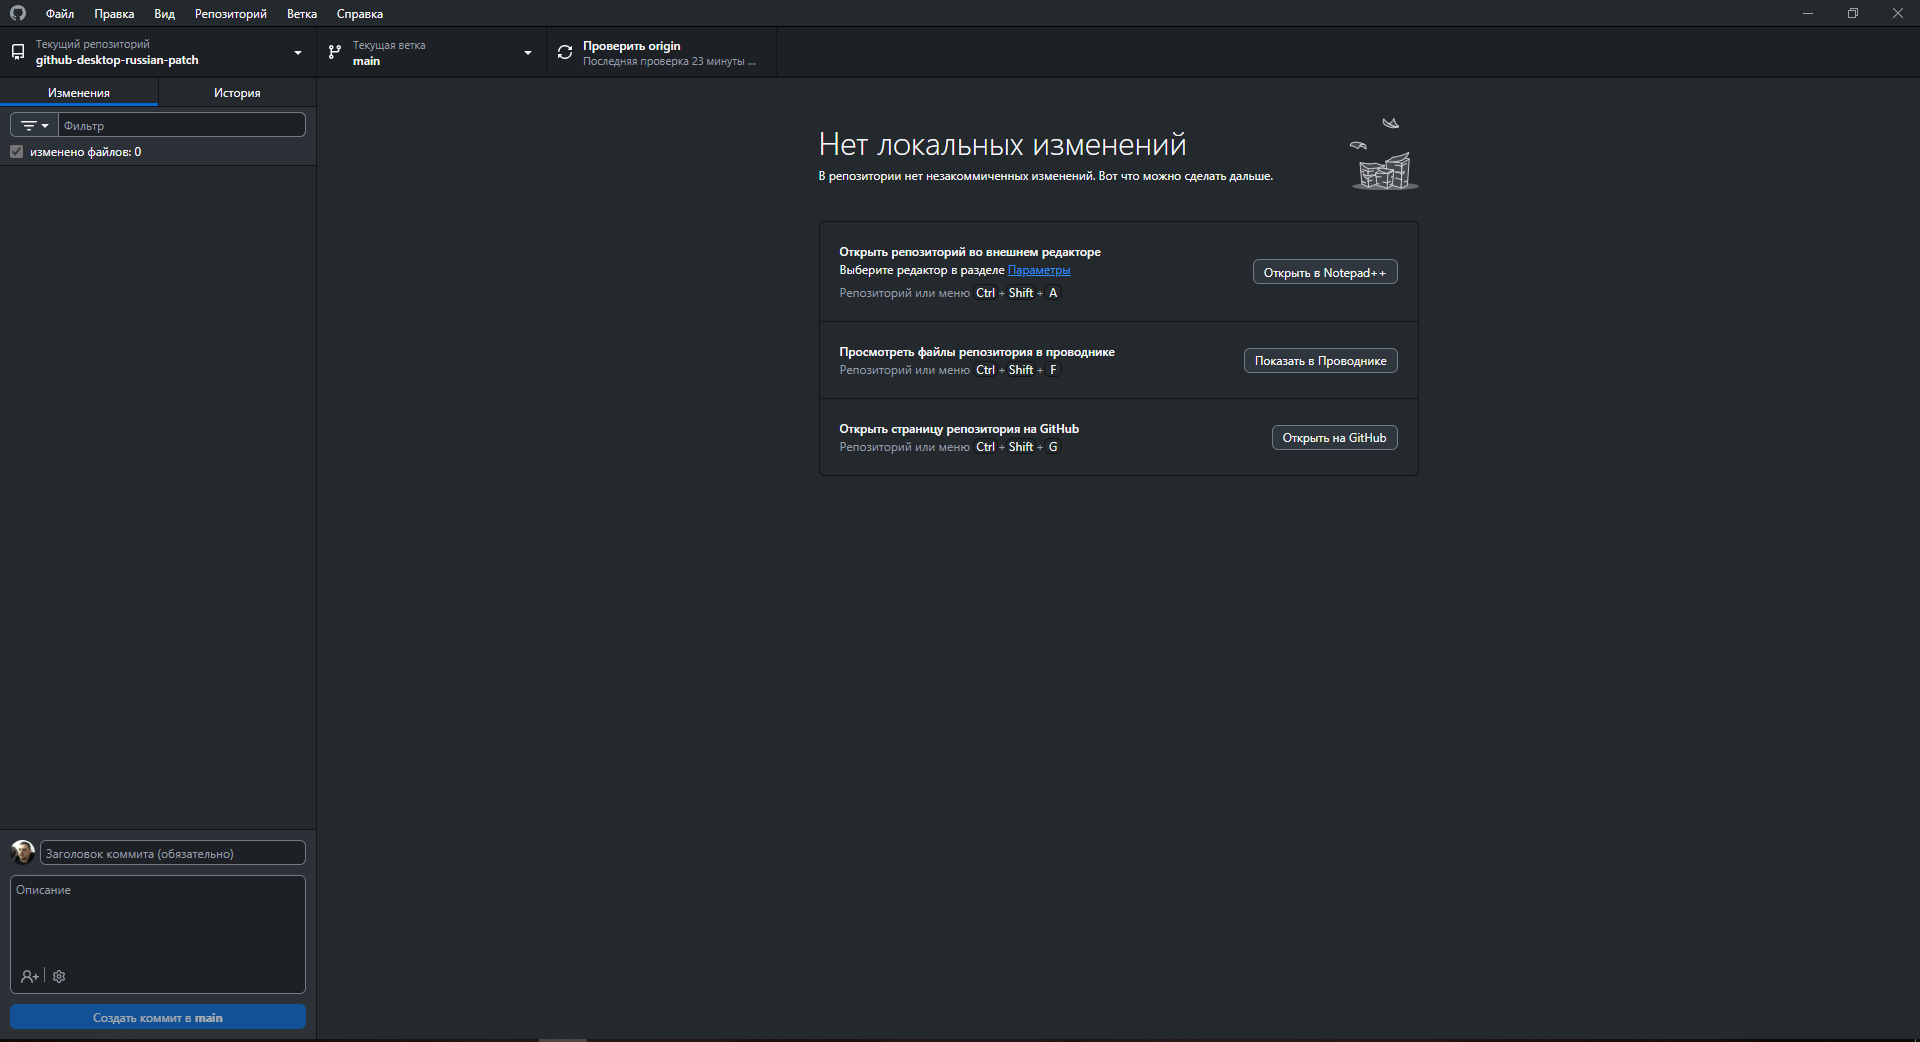 Файл Правка Вид Репозиторий Ветка Справка
Текущий репозиторий
github-desktop-russian-patch
Текущая ветка
main
Проверить origin
Последняя проверка 23 минуты ...
Изменения
История
Фильтр
изменено файлов: 0
Нет локальных изменений
В репозитории нет незакоммиченных изменений. Вот что можно сделать дальше.
Открыть репозиторий во внешнем редакторе
Выберите редактор в разделе Параметры
Репозиторий или меню Ctrl + Shift + A
Открыть в Notepad++
Просмотреть файлы репозитория в проводнике
Репозиторий или меню Ctrl + Shift + F
Показать в Проводнике
Открыть страницу репозитория на GitHub
Репозиторий или меню Ctrl + Shift + G
Открыть на GitHub
Заголовок коммита (обязательно)
Описание
Создать коммит в main